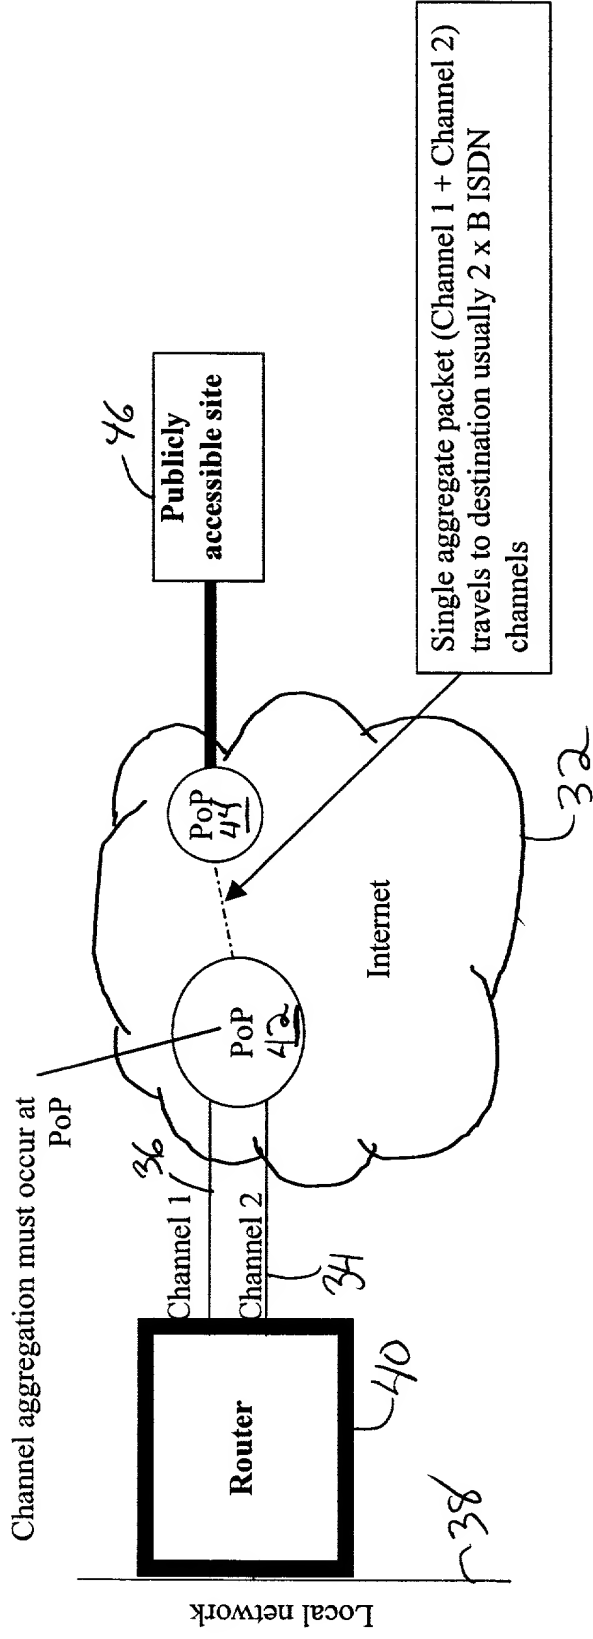 Channel aggregation must occur at
PoP
Local network
38
Router
40
Channel 1
36
Channel 2
34
PoP
42
PoP
44
Internet
32
Publicly
accessible site
46
Single aggregate packet (Channel 1 + Channel 2)
travels to destination usually 2 x B ISDN
channels